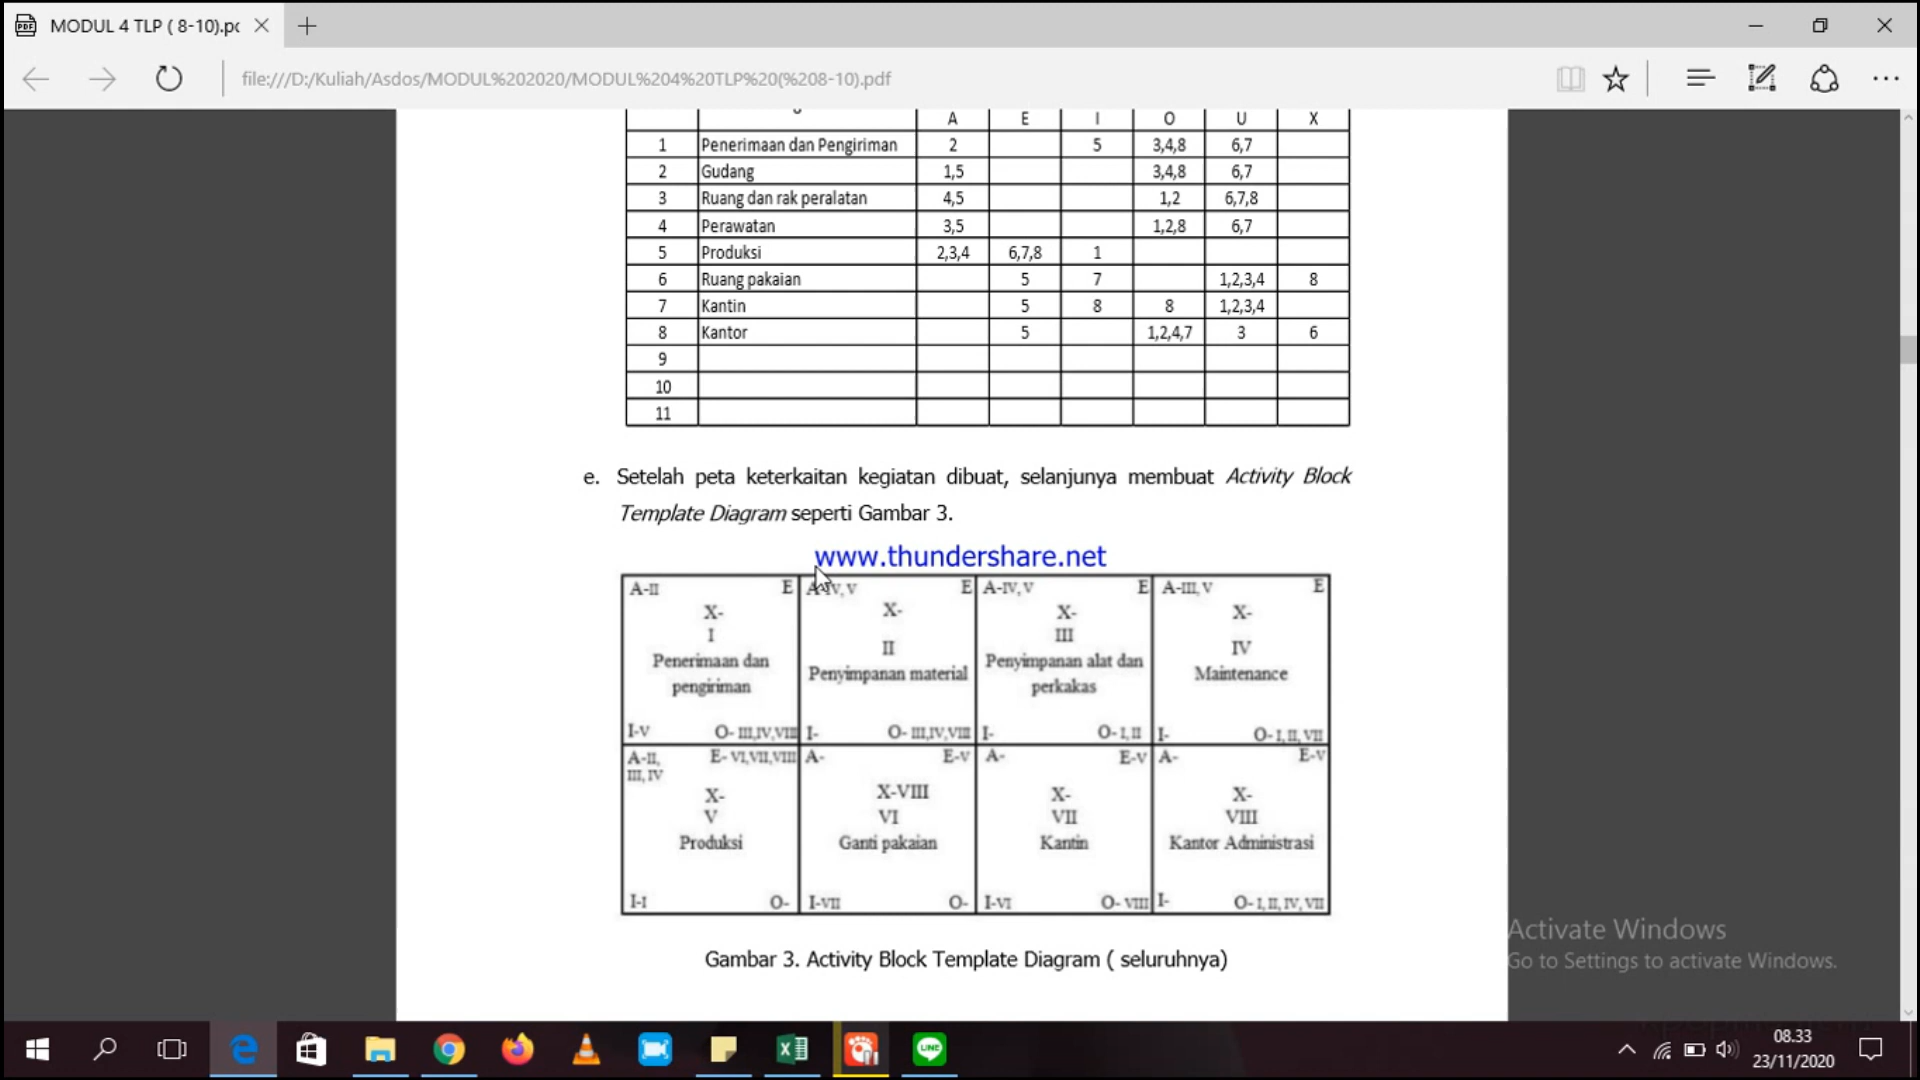 MODUL 4 TLP ( 8-10).pc
file:///D:/Kuliah/Asdos/MODUL%202020/MODUL%204%20TLP%20(%208-10).pdf
A E I O U X
1 Penerimaan dan Pengiriman 2 5 3,4,8 6,7
2 Gudang 1,5 3,4,8 6,7
3 Ruang dan rak peralatan 4,5 1,2 6,7,8
4 Perawatan 3,5 1,2,8 6,7
5 Produksi 2,3,4 6,7,8 1
6 Ruang pakaian 5 7 1,2,3,4 8
7 Kantin 5 8 8 1,2,3,4
8 Kantor 5 1,2,4,7 3 6
9
10
11
e. Setelah peta keterkaitan kegiatan dibuat, selanjunya membuat Activity Block
Template Diagram seperti Gambar 3.
www.thundershare.net
A-II E A-IV, V E A-IV, V E A-III, V E
X- X- X- X-
I II III IV
Penerimaan dan pengiriman Penyimpanan material Penyimpanan alat dan perkakas Maintenance
I-V O- III,IV,VIII I- O- III,IV,VIII I- O- I, II I- O- I, II, VII
A-II, III, IV E- VI,VII,VIII A- E-V A- E-V A- E-V
X- X-VIII X- X-
V VI VII VIII
Produksi Ganti pakaian Kantin Kantor Administrasi
I-I O- I-VII O- I-VI O- VIII I- O- I, II, IV, VII
Gambar 3. Activity Block Template Diagram ( seluruhnya)
Activate Windows
Go to Settings to activate Windows.
08.33
23/11/2020